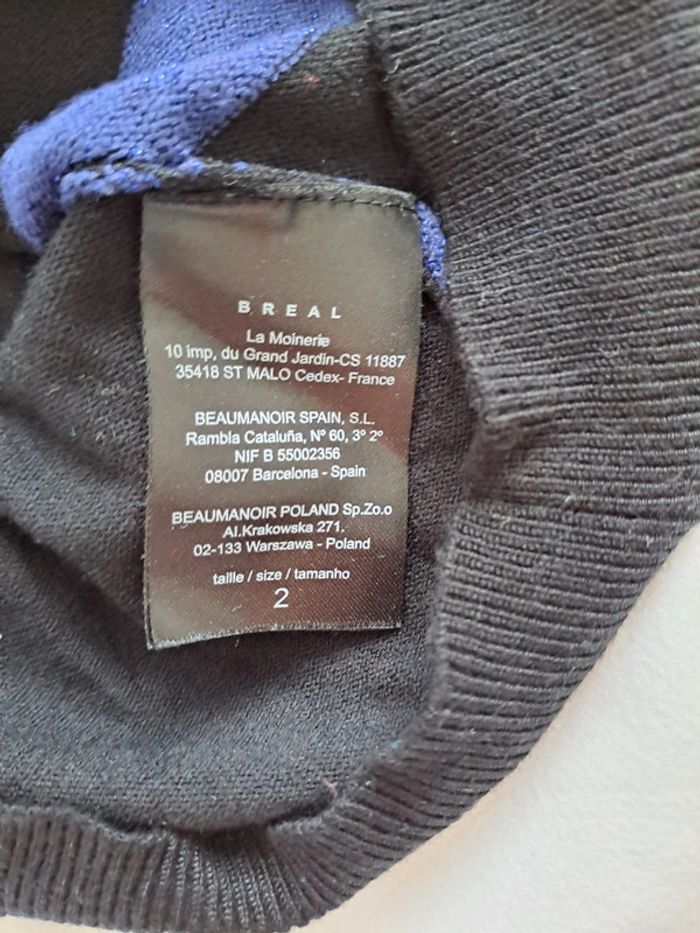 BREAL
La Moinerie
10 imp, du Grand Jardin-CS 11887
35418 ST MALO Cedex- France
BEAUMANOIR SPAIN, S.L.
Rambla Cataluña, Nº 60, 3º 2º
NIF B 55002356
08007 Barcelona - Spain
BEAUMANOIR POLAND Sp.Zo.o
Al.Krakowska 271.
02-133 Warszawa - Poland
taille / size / tamanho
2